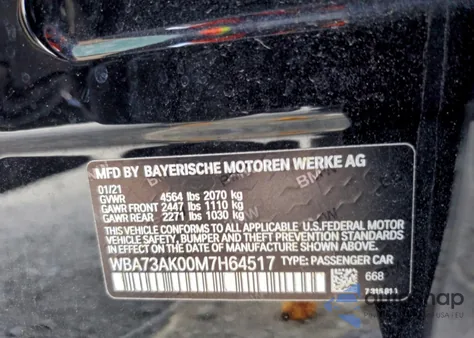 MFD BY BAYERISCHE MOTOREN WERKE AG
01/21
GVWR 4564 lbs 2070 kg
GAWR FRONT 2447 lbs 1110 kg
GAWR REAR 2271 lbs 1030 kg
THIS VEHICLE CONFORMS TO ALL APPLICABLE U.S.FEDERAL MOTOR
VEHICLE SAFETY, BUMPER, AND THEFT PREVENTION STANDARDS IN
EFFECT ON THE DATE OF MANUFACTURE SHOWN ABOVE.
WBA73AK00M7H64517 TYPE: PASSENGER CAR
668